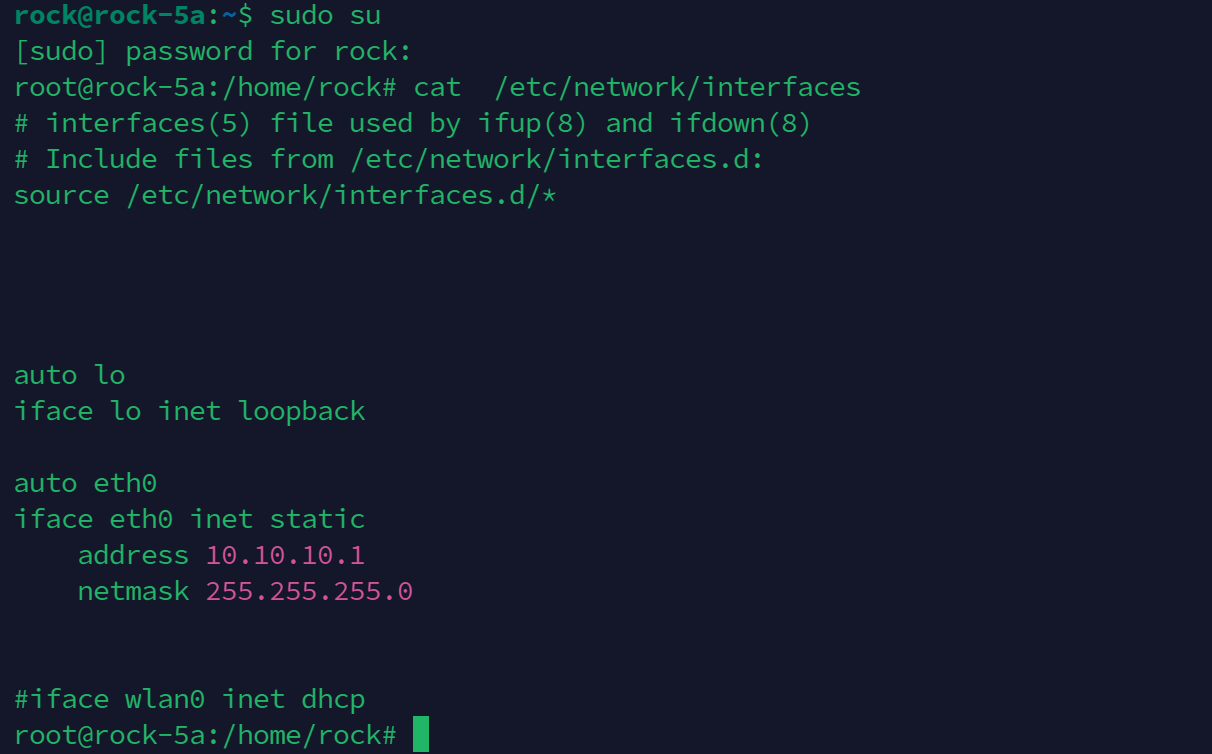 rock@rock-5a:~$ sudo su
[sudo] password for rock:
root@rock-5a:/home/rock# cat  /etc/network/interfaces
# interfaces(5) file used by ifup(8) and ifdown(8)
# Include files from /etc/network/interfaces.d:
source /etc/network/interfaces.d/*
auto lo
iface lo inet loopback
auto eth0
iface eth0 inet static
    address 10.10.10.1
    netmask 255.255.255.0
#iface wlan0 inet dhcp
root@rock-5a:/home/rock#